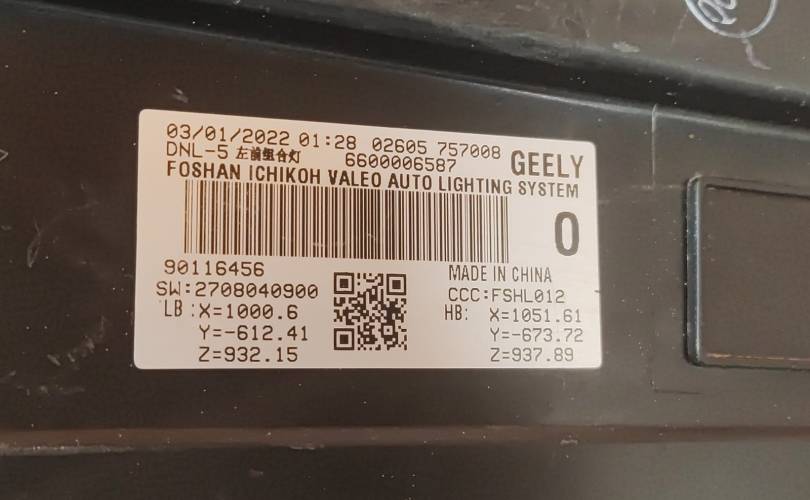 03/01/2022 01:28 02605 757008
DNL-5 左前组合灯 6600006587 GEELY
FOSHAN ICHIKOH VALEO AUTO LIGHTING SYSTEM
0
90116456 MADE IN CHINA
SW:2708040900 CCC:FSHL012
LB: X=1000.6 HB: X=1051.61
Y=-612.41 Y=-673.72
Z=932.15 Z=937.89